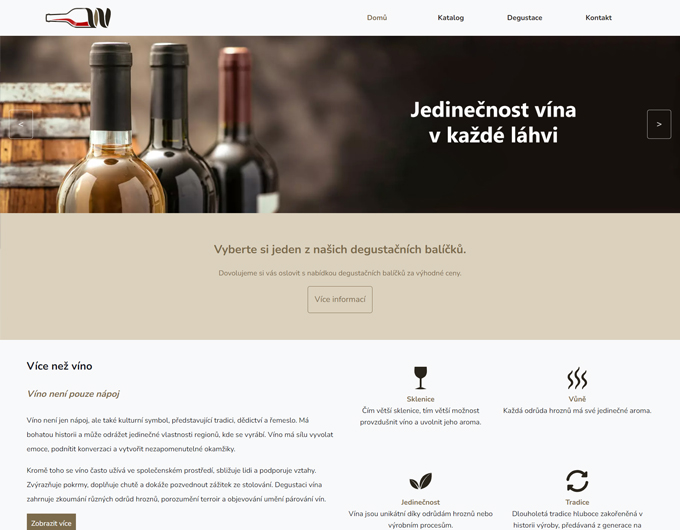 Domů
Katalog
Degustace
Kontakt
Jedinečnost vína
v každé láhvi
<
>
Vyberte si jeden z našich degustačních balíčků.
Dovolujeme si vás oslovit s nabídkou degustačních balíčků za výhodné ceny.
Více informací
Více než víno
Víno není pouze nápoj
Víno není jen nápoj, ale také kulturní symbol, představující tradici, dědictví a řemeslo. Má
bohatou historii a může odrážet jedinečné vlastnosti regionů, kde se vyrábí. Víno má sílu vyvolat
emoce, podnítit konverzaci a vytvořit nezapomenutelné okamžiky.
Kromě toho se víno často užívá ve společenském prostředí, sbližuje lidi a podporuje vztahy.
Zvýrazňuje pokrmy, doplňuje chutě a dokáže pozvednout zážitek ze stolování. Degustaci vína
zahrnuje zkoumání různých odrůd hroznů, porozumění terroir a objevování umění párování vín.
Zobrazit více
Sklenice
Čím větší sklenice, tím větší možnost
provzdušnit víno a uvolnit jeho aroma.
Vůně
Každá odrůda hroznů má své jedinečné aroma.
Jedinečnost
Vína jsou unikátní díky odrůdám hroznů nebo
výrobním procesům.
Tradice
Dlouholetá tradice hluboce zakořeněná v
historii výroby, předávaná z generace na